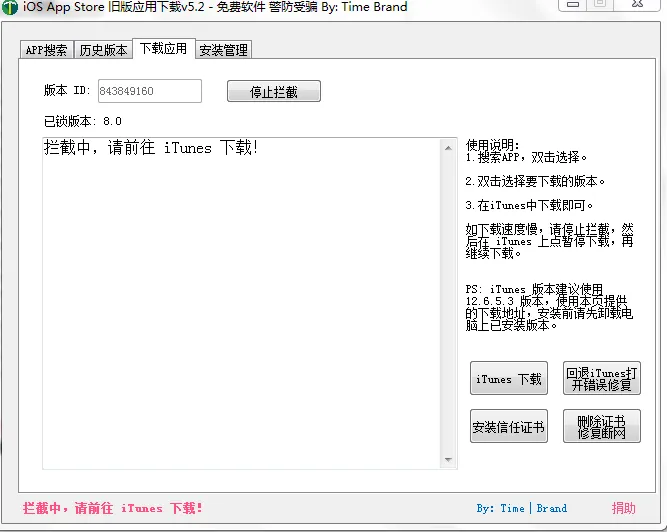 iOS App Store 旧版应用下载v5.2 - 免费软件 警防受骗 By: Time Brand
APP搜索 历史版本 下载应用 安装管理
版本 ID: 843849160 停止拦截
已锁版本: 8.0
拦截中，请前往 iTunes 下载!
使用说明:
1.搜索APP，双击选择。
2.双击选择要下载的版本。
3.在iTunes中下载即可。
如下载速度慢，请停止拦截，然
后在 iTunes 上点暂停下载，再
继续下载。
PS: iTunes 版本建议使用
12.6.5.3 版本，使用本页提供
的下载地址，安装前请先卸载电
脑上已安装版本。
iTunes 下载
回退iTunes打
开错误修复
安装信任证书
删除证书
修复断网
拦截中，请前往 iTunes 下载! By: Time|Brand 捐助